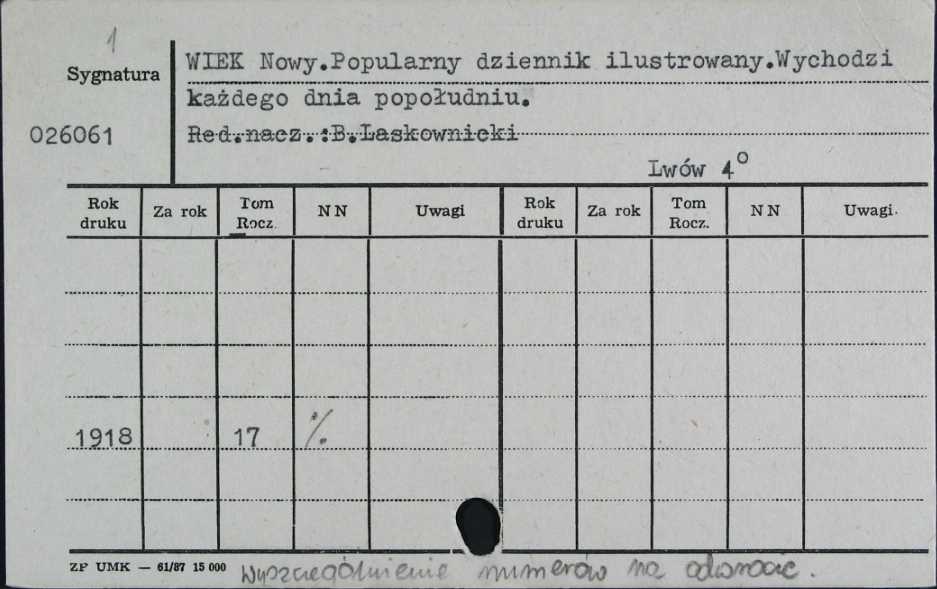 1
Sygnatura
WIEK Nowy.Popularny dziennik ilustrowany.Wychodzi
każdego dnia popołudniu.
026061
Red.nacz.:B.Laskownicki
Lwów 4°
Rok druku Za rok Tom Rocz. N N Uwagi Rok druku Za rok Tom Rocz. N N Uwagi.
1918 17 %
ZP UMK — 61/87 15 000
Wyszczególnienie numerów na odwrocie.